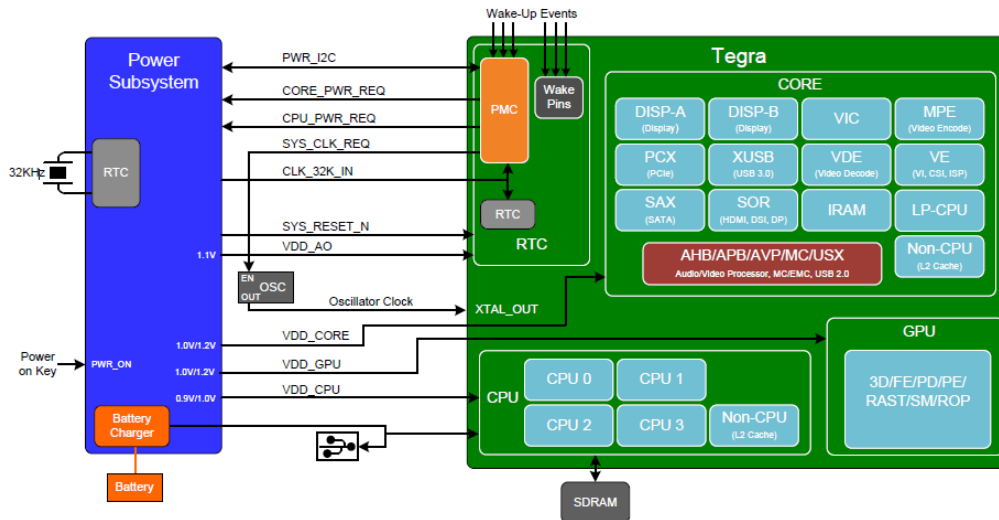 Wake-Up Events
Power
Subsystem
PWR_I2C
CORE_PWR_REQ
CPU_PWR_REQ
SYS_CLK_REQ
CLK_32K_IN
SYS_RESET_N
VDD_AO
1.1V
32KHz
RTC
PMC
Wake
Pins
RTC
RTC
Tegra
CORE
DISP-A
(Display)
DISP-B
(Display)
VIC
MPE
(Video Encode)
PCX
(PCIe)
XUSB
(USB 3.0)
VDE
(Video Decode)
VE
(VI, CSI, ISP)
SAX
(SATA)
SOR
(HDMI, DSI, DP)
IRAM
LP-CPU
AHB/APB/AVP/MC/USX
Audio/Video Processor, MC/EMC, USB 2.0
Non-CPU
(L2 Cache)
EN
OSC
OUT
Oscillator Clock
XTAL_OUT
VDD_CORE
1.0V/1.2V
VDD_GPU
1.0V/1.2V
VDD_CPU
0.9V/1.0V
Power
on Key
PWR_ON
Battery
Charger
Battery
CPU
CPU 0
CPU 1
CPU 2
CPU 3
Non-CPU
(L2 Cache)
GPU
3D/FE/PD/PE/
RAST/SM/ROP
SDRAM